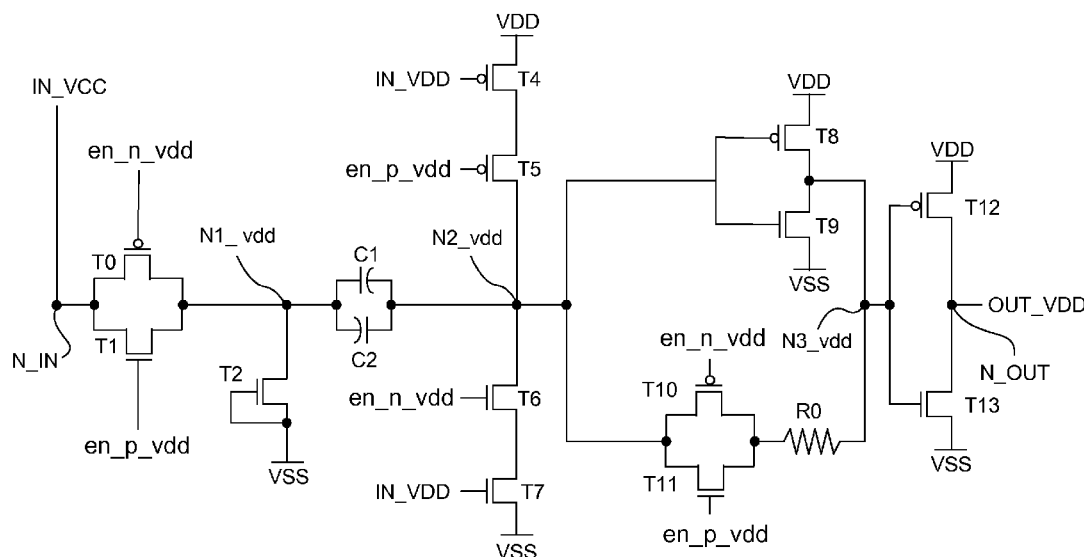 VDD
IN_VDD
T4
IN_VCC
VDD
en_n_vdd
T8
en_p_vdd
T5
VDD
T12
N1_vdd
N2_vdd
T9
C1
T0
VSS
OUT_VDD
N3_vdd
T1
C2
en_n_vdd
N_IN
T2
N_OUT
en_n_vdd
T6
T10
R0
T13
en_p_vdd
VSS
IN_VDD
T7
T11
VSS
en_p_vdd
VSS